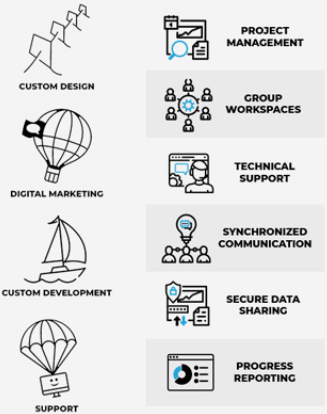 CUSTOM DESIGN
DIGITAL MARKETING
CUSTOM DEVELOPMENT
SUPPORT
PROJECT
MANAGEMENT
GROUP
WORKSPACES
TECHNICAL
SUPPORT
SYNCHRONIZED
COMMUNICATION
SECURE DATA
SHARING
PROGRESS
REPORTING